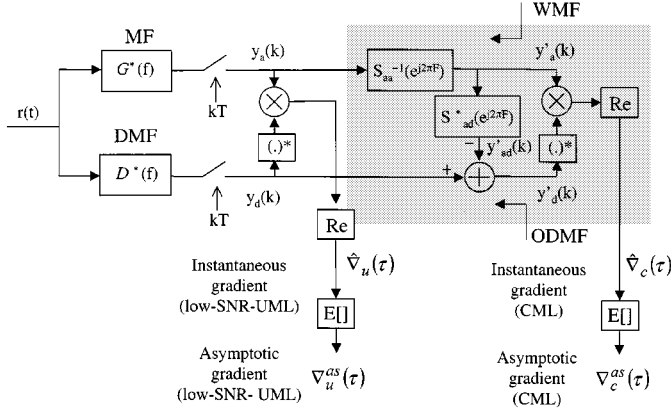 WMF
MF
y_a(k)
y'_a(k)
G*(f)
S_aa^-1(e^j2πF)
kT
r(t)
S*_ad(e^j2πF)
Re
DMF
(.)*
− y'_ad(k)
(.)*
D*(f)
+
y_d(k)
y'_d(k)
kT
Re
ODMF
Instantaneous
gradient
(low-SNR-UML)
∇̂_u(τ)
Instantaneous
gradient
(CML)
∇̂_c(τ)
E[]
E[]
Asymptotic
gradient
(low-SNR- UML)
∇_u^as(τ)
Asymptotic
gradient
(CML)
∇_c^as(τ)